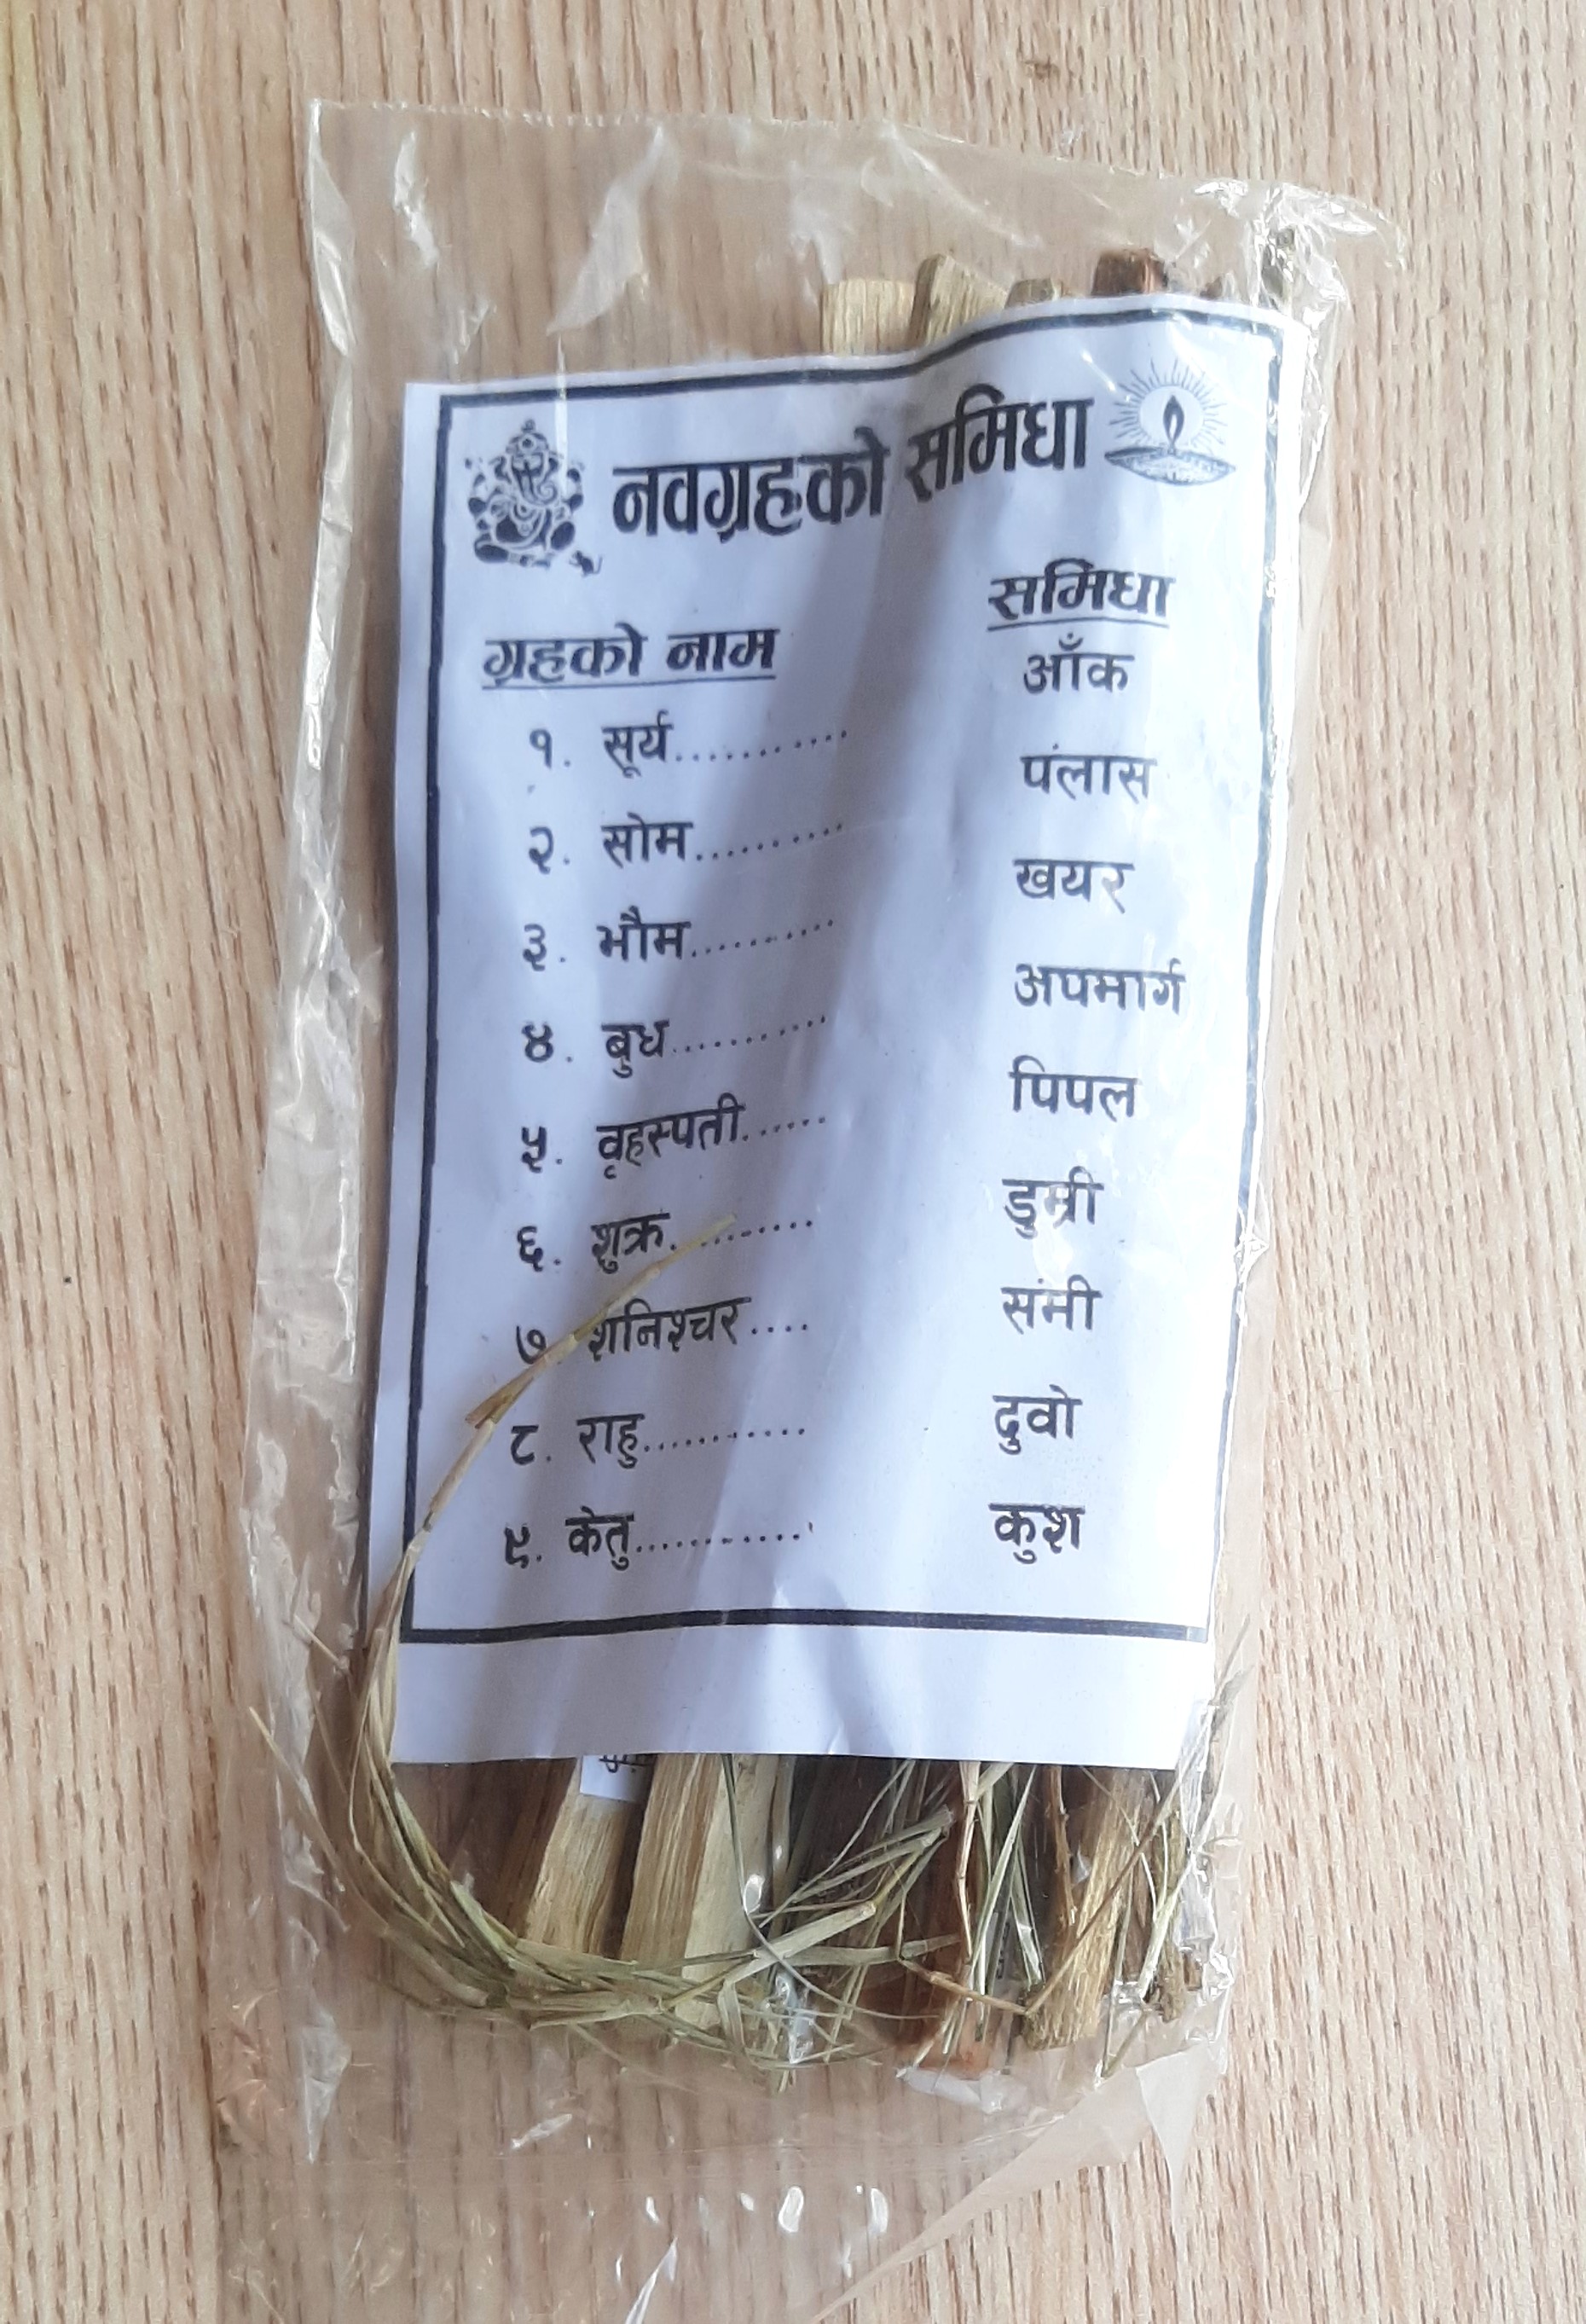 नवग्रहको समिधा
ग्रहको नाम समिधा
१. सूर्य........... आँक
२. सोम.......... पंलास
३. भौम.......... खयर
४. बुध........... अपमार्ग
५. वृहस्पती...... पिपल
६. शुक्र.......... डुम्री
७. शनिश्चर.... संमी
८. राहु............ दुवो
९. केतु............ कुश